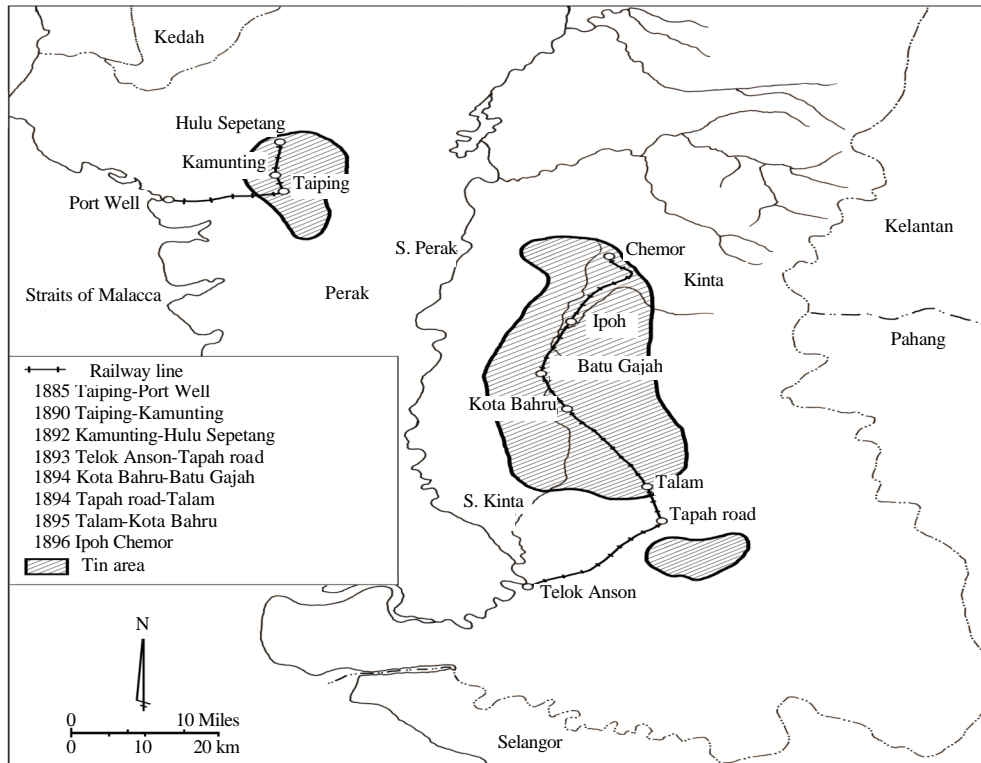 Kedah
Hulu Sepetang
Kamunting
Taiping
Port Well
S. Perak
Chemor
Kelantan
Kinta
Straits of Malacca
Perak
Ipoh
Pahang
Batu Gajah
Kota Bahru
Railway line
1885 Taiping-Port Well
1890 Taiping-Kamunting
1892 Kamunting-Hulu Sepetang
1893 Telok Anson-Tapah road
1894 Kota Bahru-Batu Gajah
1894 Tapah road-Talam
1895 Talam-Kota Bahru
1896 Ipoh Chemor
Tin area
Talam
S. Kinta
Tapah road
Telok Anson
N
0 10 Miles
0 10 20 km
Selangor